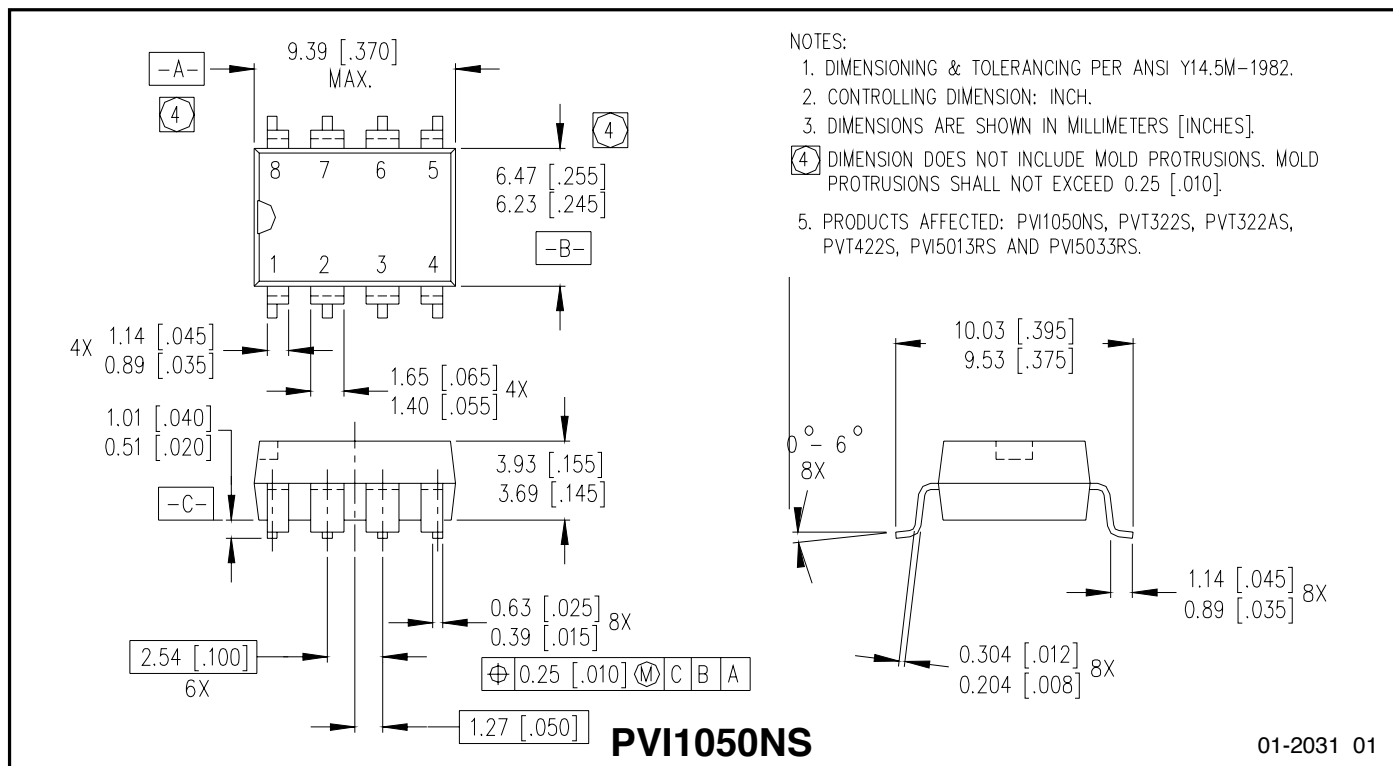 NOTES:
1. DIMENSIONING & TOLERANCING PER ANSI Y14.5M-1982.
2. CONTROLLING DIMENSION: INCH.
3. DIMENSIONS ARE SHOWN IN MILLIMETERS [INCHES].
4 DIMENSION DOES NOT INCLUDE MOLD PROTRUSIONS. MOLD
PROTRUSIONS SHALL NOT EXCEED 0.25 [.010].
5. PRODUCTS AFFECTED: PVI1050NS, PVT322S, PVT322AS,
PVT422S, PVI5013RS AND PVI5033RS.
-A-
4
9.39 [.370]
MAX.
4
8 7 6 5
6.47 [.255]
6.23 [.245]
-B-
1 2 3 4
4X 1.14 [.045]
0.89 [.035]
1.65 [.065] 4X
1.40 [.055]
1.01 [.040]
0.51 [.020]
-C-
3.93 [.155]
3.69 [.145]
0.63 [.025] 8X
0.39 [.015]
2.54 [.100]
6X
⌖ 0.25 [.010] Ⓜ C B A
1.27 [.050]
10.03 [.395]
9.53 [.375]
0° - 6°
8X
1.14 [.045] 8X
0.89 [.035]
0.304 [.012] 8X
0.204 [.008]
PVI1050NS
01-2031 01